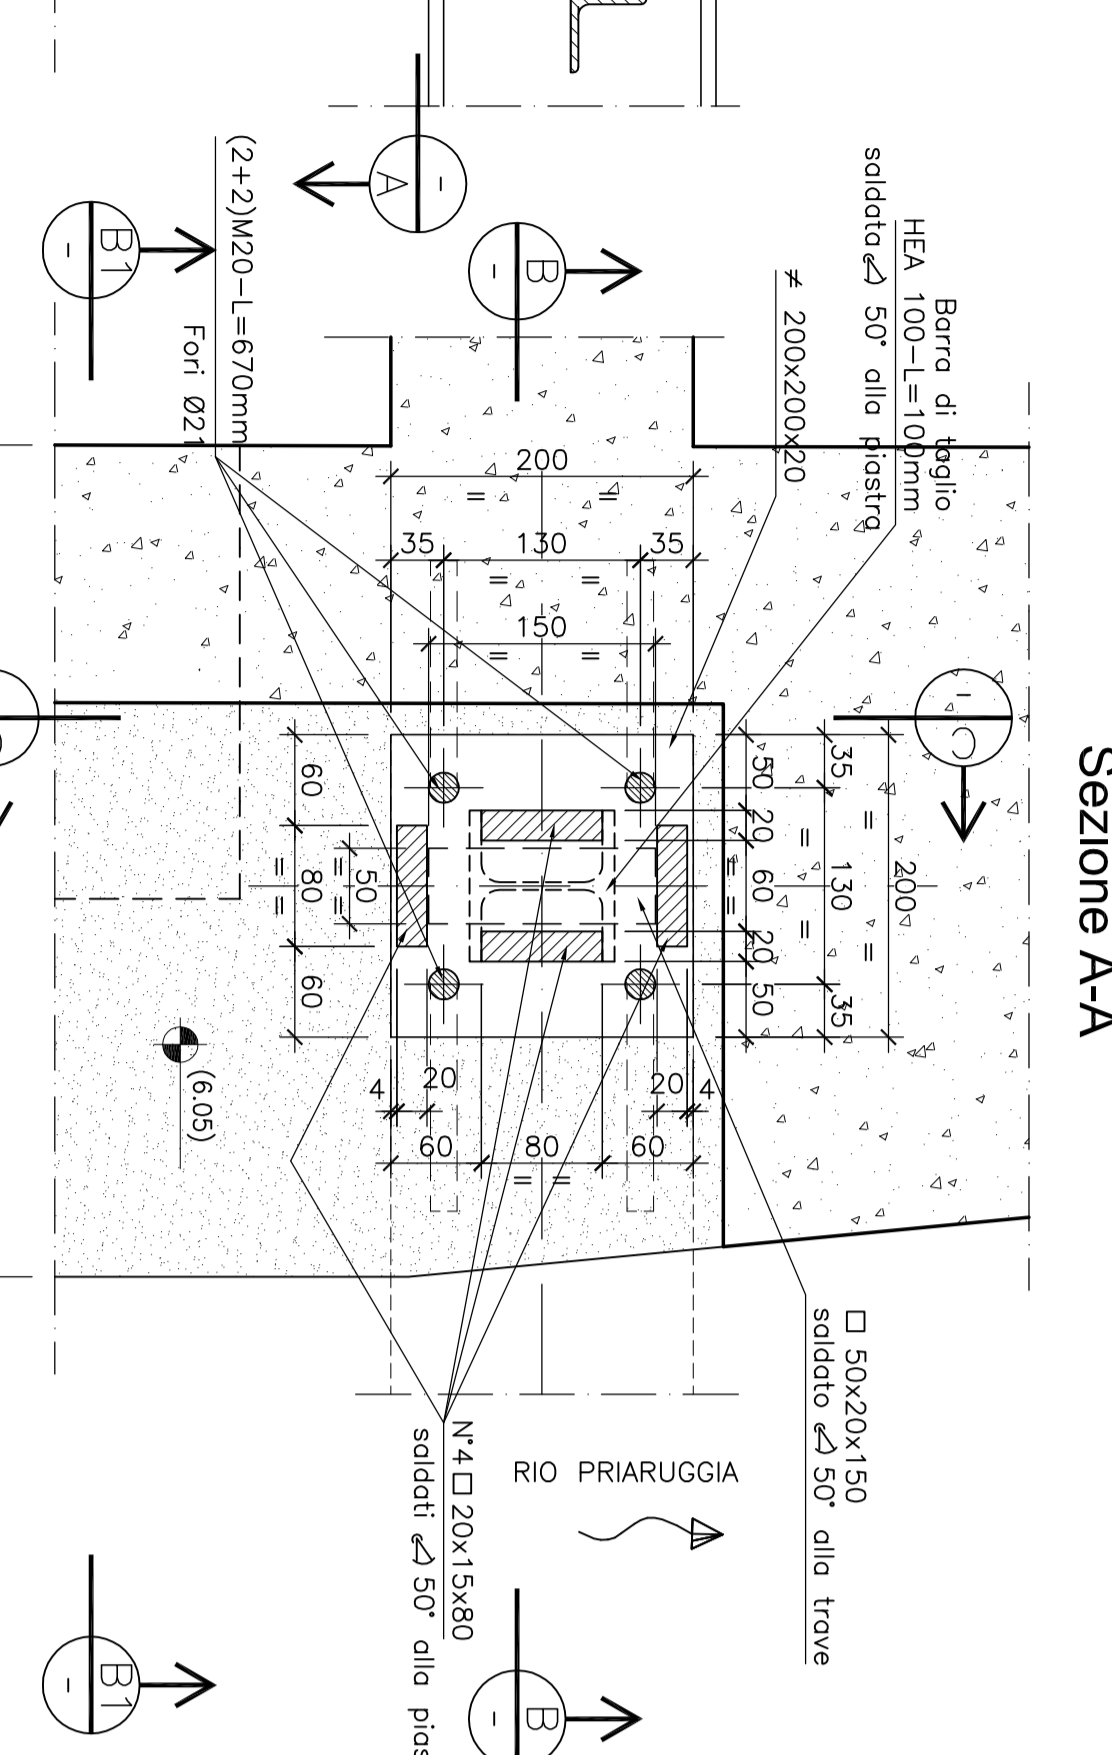 Sezione A-A
Barra di taglio
HEA 100-L=100mm
saldata 50° alla piastra
≠ 200x200x20
(2+2)M20-L=670mm
Fori Ø21
A
-
B1
-
B
-
C
-
200
=
=
35
130
35
=
=
150
=
=
200
=
=
35
130
35
=
=
50
20
60
20
50
=
60
80
60
=
=
50
=
=
4
20
20
4
60
80
60
=
=
(6.05)
□ 50x20x150
saldato 50° alla trave
RIO PRIARUGGIA
N°4 □ 20x15x80
saldati 50° alla pias
B1
-
B
-